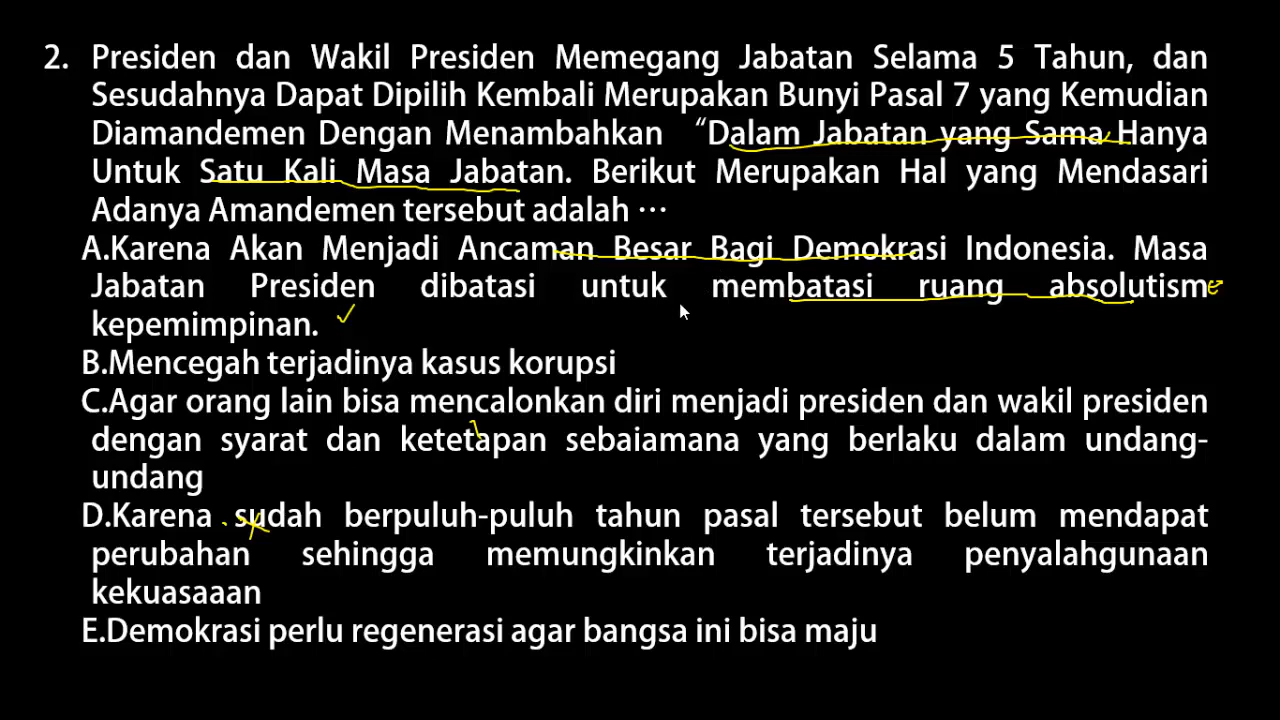 2. Presiden dan Wakil Presiden Memegang Jabatan Selama 5 Tahun, dan
Sesudahnya Dapat Dipilih Kembali Merupakan Bunyi Pasal 7 yang Kemudian
Diamandemen Dengan Menambahkan “Dalam Jabatan yang Sama Hanya
Untuk Satu Kali Masa Jabatan. Berikut Merupakan Hal yang Mendasari
Adanya Amandemen tersebut adalah ⋯
A.Karena Akan Menjadi Ancaman Besar Bagi Demokrasi Indonesia. Masa
Jabatan Presiden dibatasi untuk membatasi ruang absolutisme
kepemimpinan.
B.Mencegah terjadinya kasus korupsi
C.Agar orang lain bisa mencalonkan diri menjadi presiden dan wakil presiden
dengan syarat dan ketetapan sebaiamana yang berlaku dalam undang-
undang
D.Karena sudah berpuluh-puluh tahun pasal tersebut belum mendapat
perubahan sehingga memungkinkan terjadinya penyalahgunaan
kekuasaaan
E.Demokrasi perlu regenerasi agar bangsa ini bisa maju